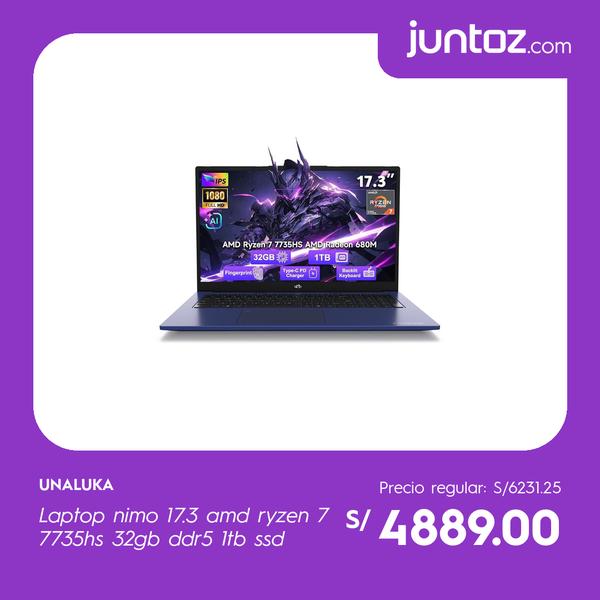 juntoz.com
IPS
17.3"
1080
FULL HD
RYZEN
7
AI
AMD Ryzen 7 7735HS AMD Radeon 680M
32GB
1TB
Fingerprint
Type-C PD
Charger
Backlit
Keyboard
UNALUKA
Precio regular: S/6231.25
Laptop nimo 17.3 amd ryzen 7
7735hs 32gb ddr5 1tb ssd
S/ 4889.00